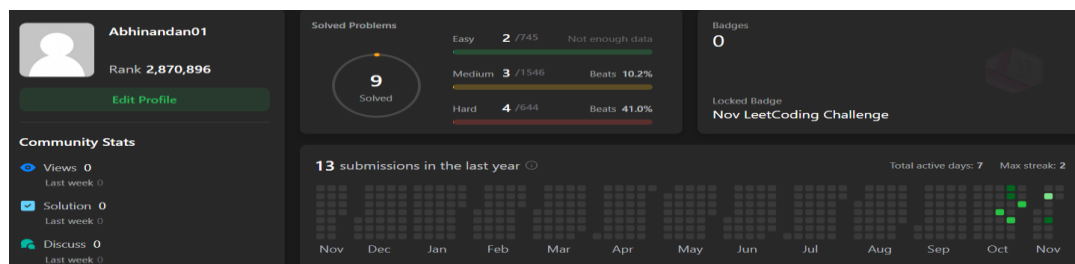 Abhinandan01
Rank 2,870,896
Edit Profile
Community Stats
Views 0
Last week 0
Solution 0
Last week 0
Discuss 0
Last week 0
Solved Problems
9
Solved
Easy 2 /745 Not enough data
Medium 3 /1546 Beats 10.2%
Hard 4 /644 Beats 41.0%
Badges
0
Locked Badge
Nov LeetCoding Challenge
13 submissions in the last year
Total active days: 7 Max streak: 2
Nov Dec Jan Feb Mar Apr May Jun Jul Aug Sep Oct Nov